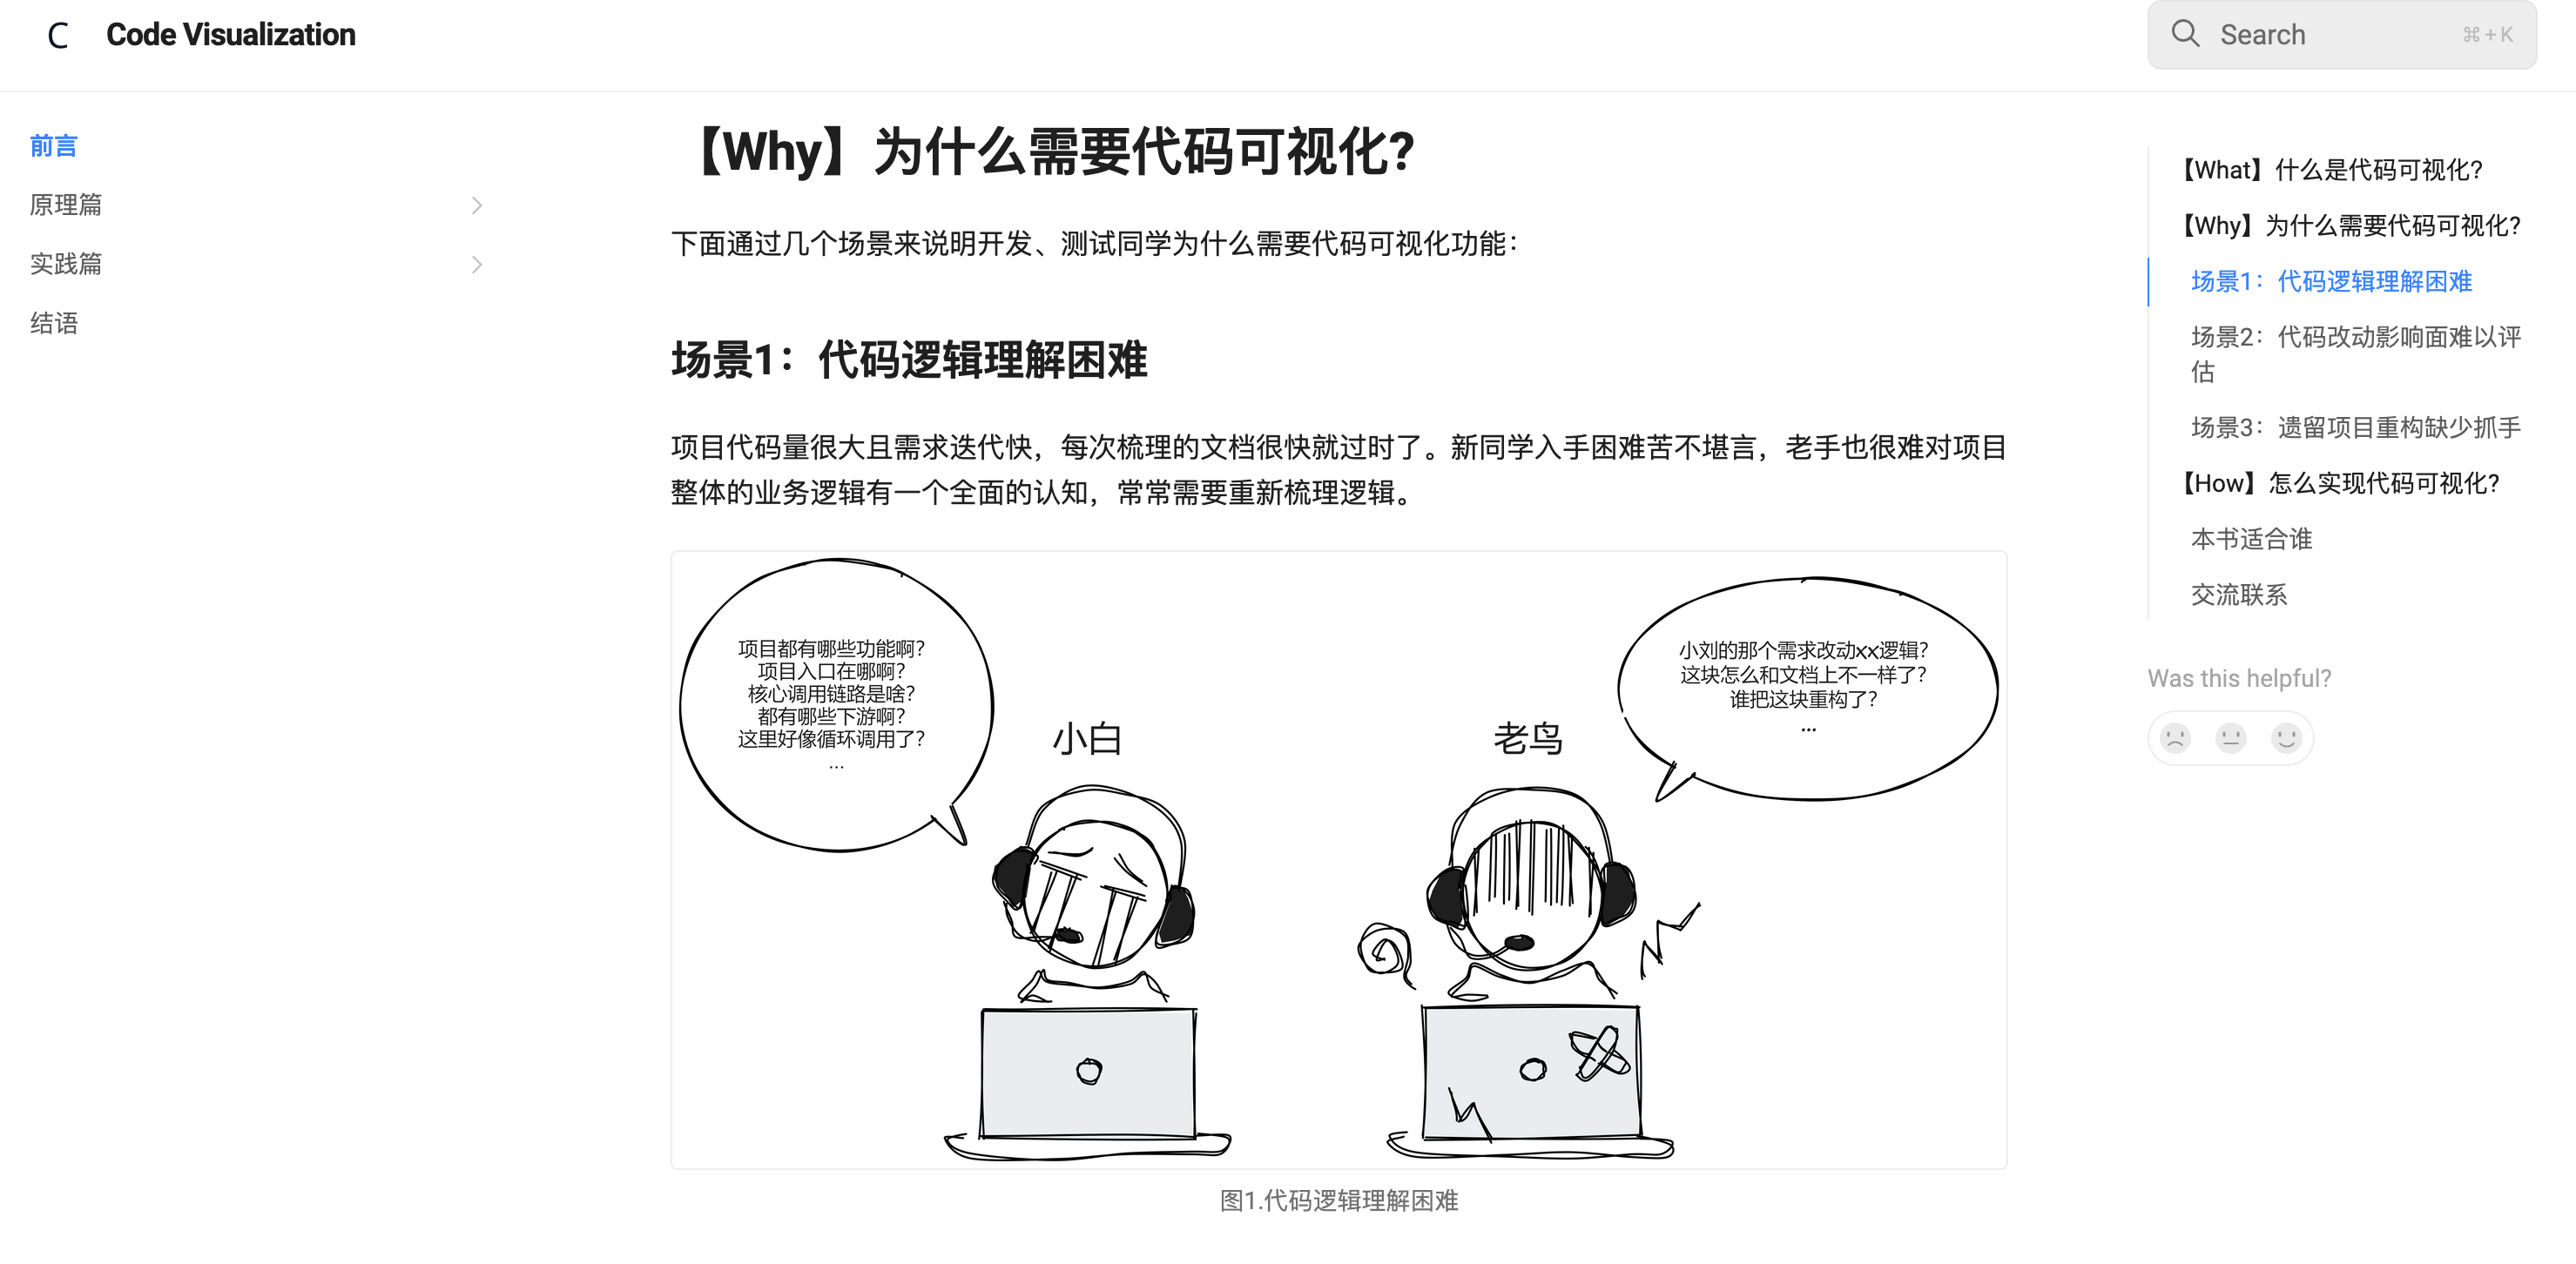 C Code Visualization
Search ⌘+K
前言
原理篇
实践篇
结语
【Why】为什么需要代码可视化?
下面通过几个场景来说明开发、测试同学为什么需要代码可视化功能：
场景1：代码逻辑理解困难
项目代码量很大且需求迭代快，每次梳理的文档很快就过时了。新同学入手困难苦不堪言，老手也很难对项目
整体的业务逻辑有一个全面的认知，常常需要重新梳理逻辑。
项目都有哪些功能啊?
项目入口在哪啊?
核心调用链路是啥?
都有哪些下游啊?
这里好像循环调用了?
...
小白
老鸟
小刘的那个需求改动xx逻辑?
这块怎么和文档上不一样了?
谁把这块重构了?
...
图1.代码逻辑理解困难
【What】什么是代码可视化?
【Why】为什么需要代码可视化?
场景1：代码逻辑理解困难
场景2：代码改动影响面难以评
估
场景3：遗留项目重构缺少抓手
【How】怎么实现代码可视化?
本书适合谁
交流联系
Was this helpful?